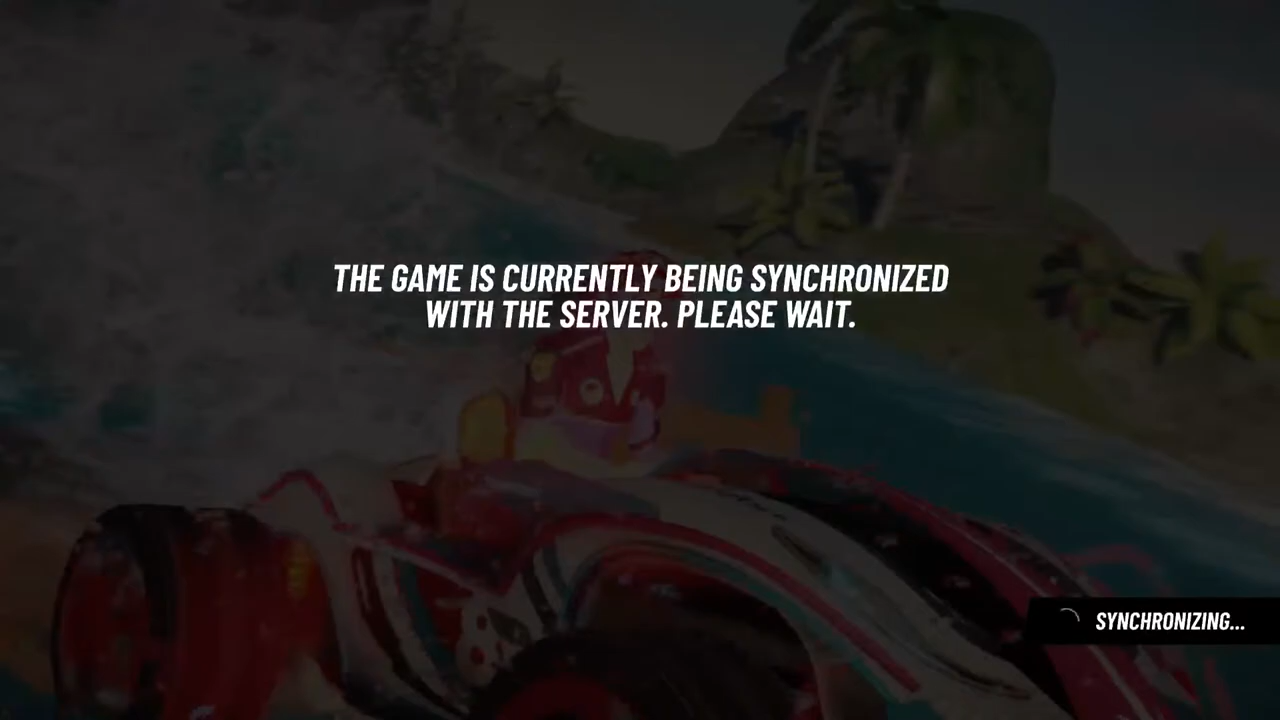 THE GAME IS CURRENTLY BEING SYNCHRONIZED
WITH THE SERVER. PLEASE WAIT.
SYNCHRONIZING...